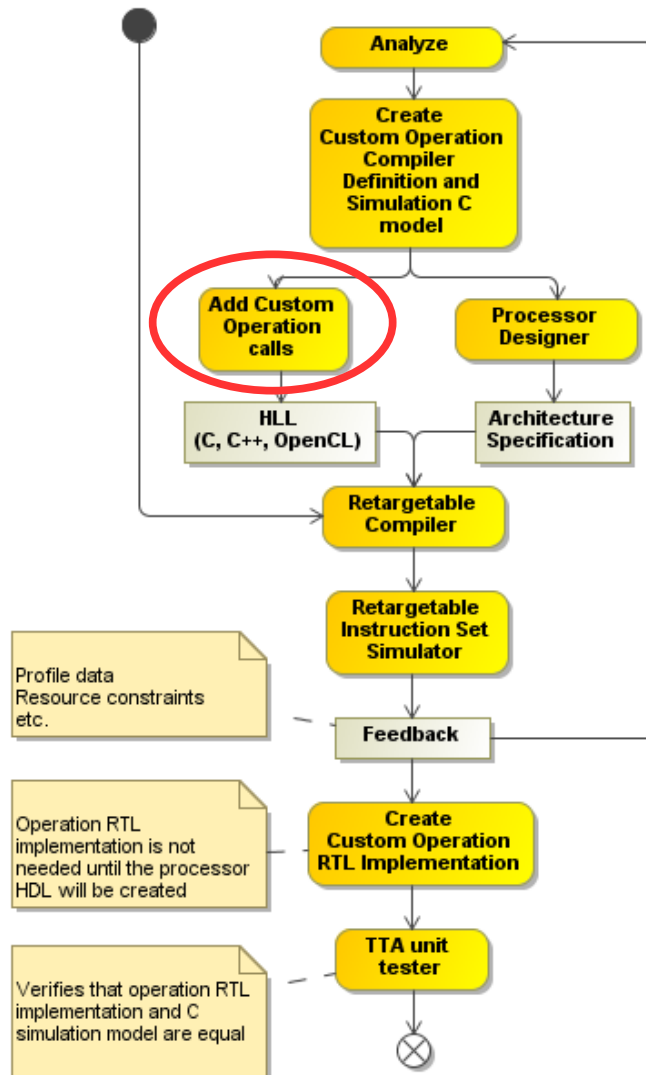 Analyze
Create
Custom Operation
Compiler
Definition and
Simulation C
model
Add Custom
Operation
calls
Processor
Designer
HLL
(C, C++, OpenCL)
Architecture
Specification
Retargetable
Compiler
Retargetable
Instruction Set
Simulator
Profile data
Resource constraints
etc.
Feedback
Create
Custom Operation
RTL Implementation
Operation RTL
implementation is not
needed until the processor
HDL will be created
TTA unit
tester
Verifies that operation RTL
implementation and C
simulation model are equal